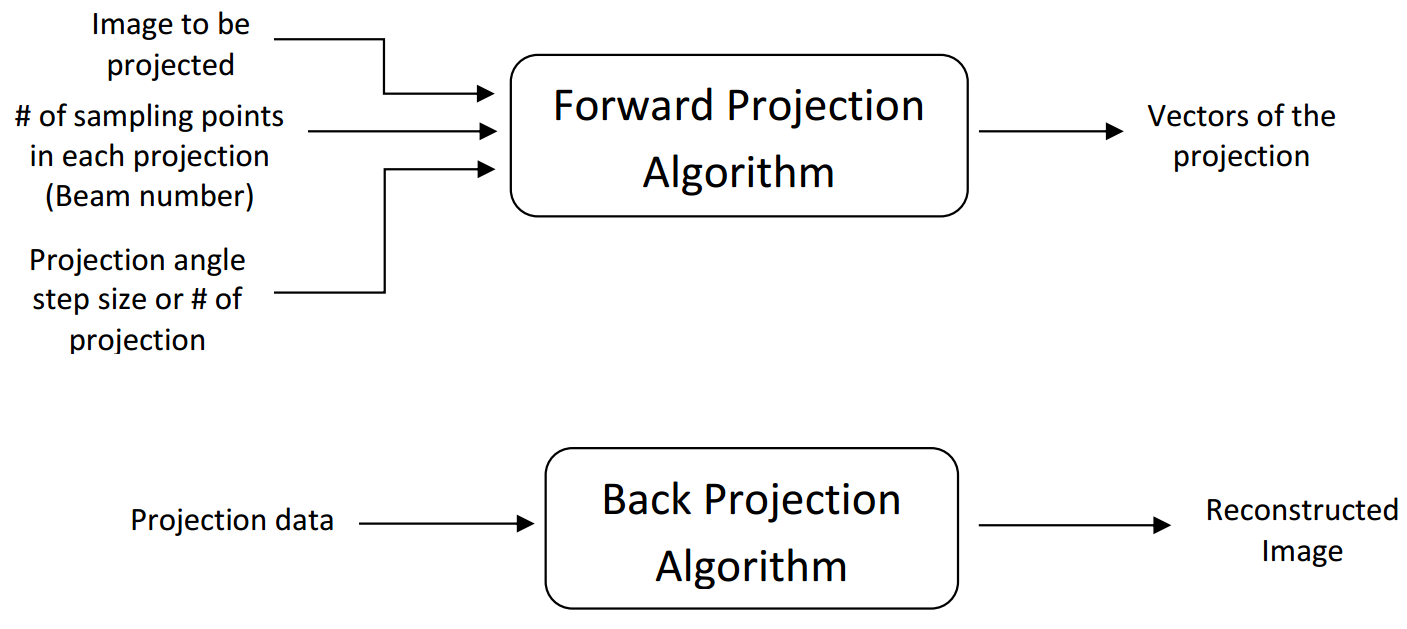 Image to be
projected
# of sampling points
in each projection
(Beam number)
Projection angle
step size or # of
projection
Forward Projection
Algorithm
Vectors of the
projection
Projection data
Back Projection
Algorithm
Reconstructed
Image